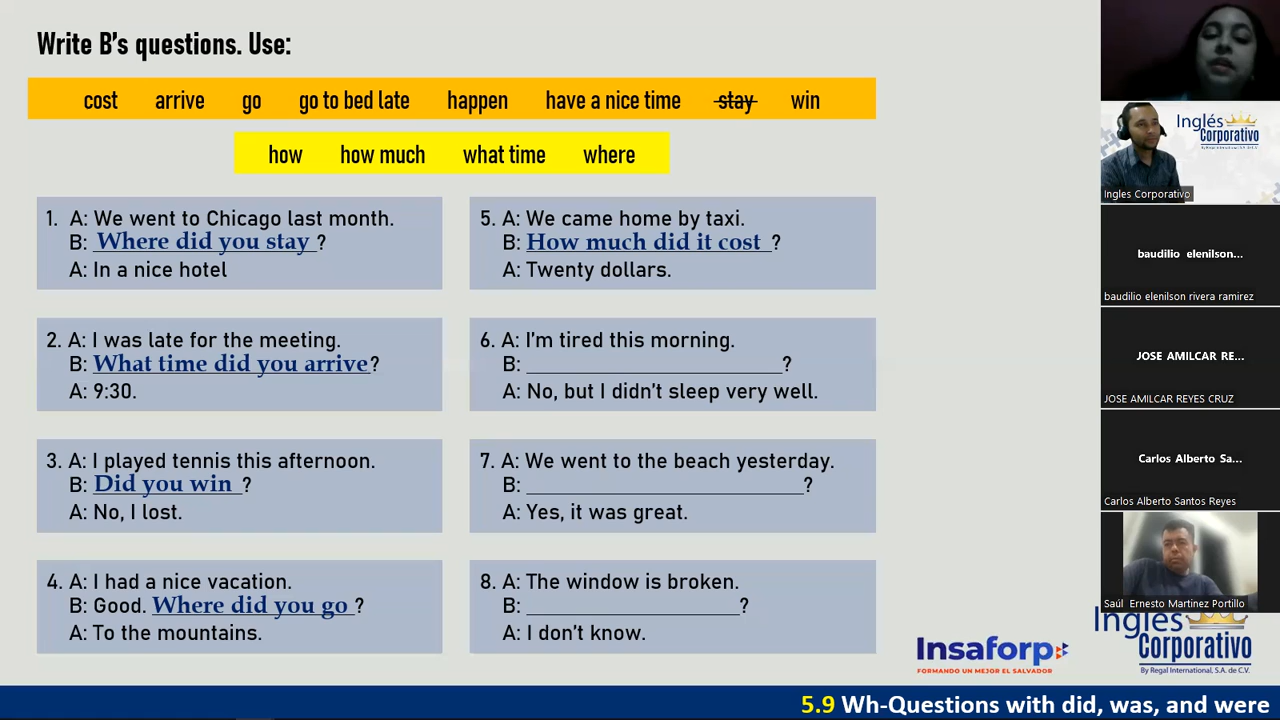 Write B's questions. Use:
cost arrive go go to bed late happen have a nice time stay win
how how much what time where
1. A: We went to Chicago last month.
B: Where did you stay ?
A: In a nice hotel
2. A: I was late for the meeting.
B: What time did you arrive?
A: 9:30.
3. A: I played tennis this afternoon.
B: Did you win ?
A: No, I lost.
4. A: I had a nice vacation.
B: Good. Where did you go ?
A: To the mountains.
5. A: We came home by taxi.
B: How much did it cost ?
A: Twenty dollars.
6. A: I'm tired this morning.
B: ____________________?
A: No, but I didn't sleep very well.
7. A: We went to the beach yesterday.
B: ____________________?
A: Yes, it was great.
8. A: The window is broken.
B: ____________________?
A: I don't know.
Inglés
Corporativo
By Regal International, S.A. de C.V.
Ingles Corporativo
baudilio elenilson...
baudilio elenilson rivera ramirez
JOSE AMILCAR RE...
JOSE AMILCAR REYES CRUZ
Carlos Alberto Sa...
Carlos Alberto Santos Reyes
Saúl Ernesto Martinez Portillo
Insaforp
FORMANDO UN MEJOR EL SALVADOR
Inglés
Corporativo
By Regal International, S.A. de C.V.
5.9 Wh-Questions with did, was, and were